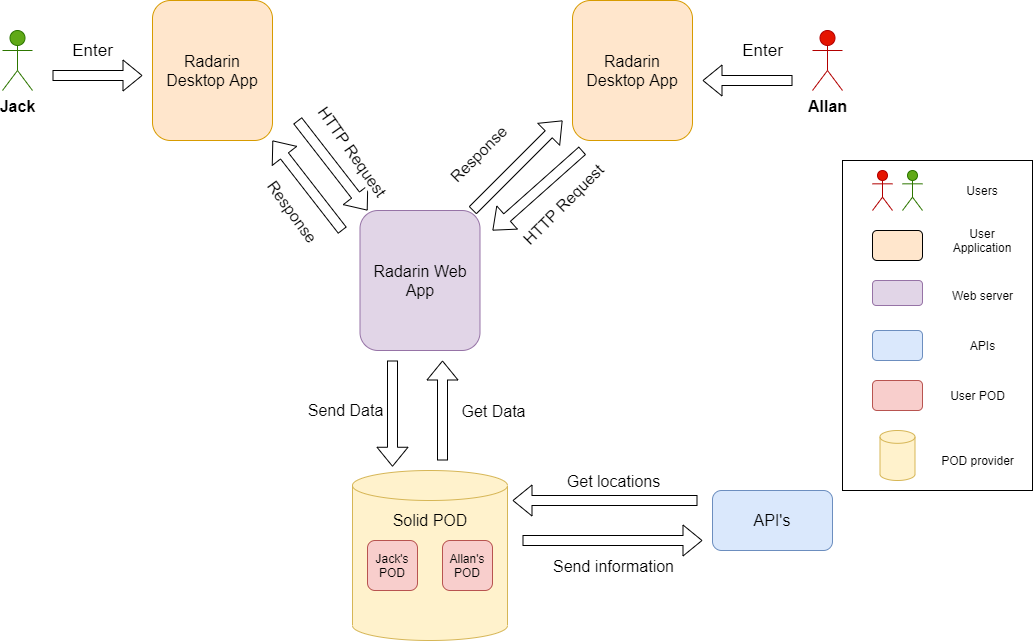 Enter
Jack
Radarin
Desktop App
Radarin
Desktop App
Enter
Allan
HTTP Request
Response
Response
HTTP Request
Radarin Web
App
Send Data
Get Data
Solid POD
Jack's
POD
Allan's
POD
Get locations
Send information
API's
Users
User
Application
Web server
APIs
User POD
POD provider